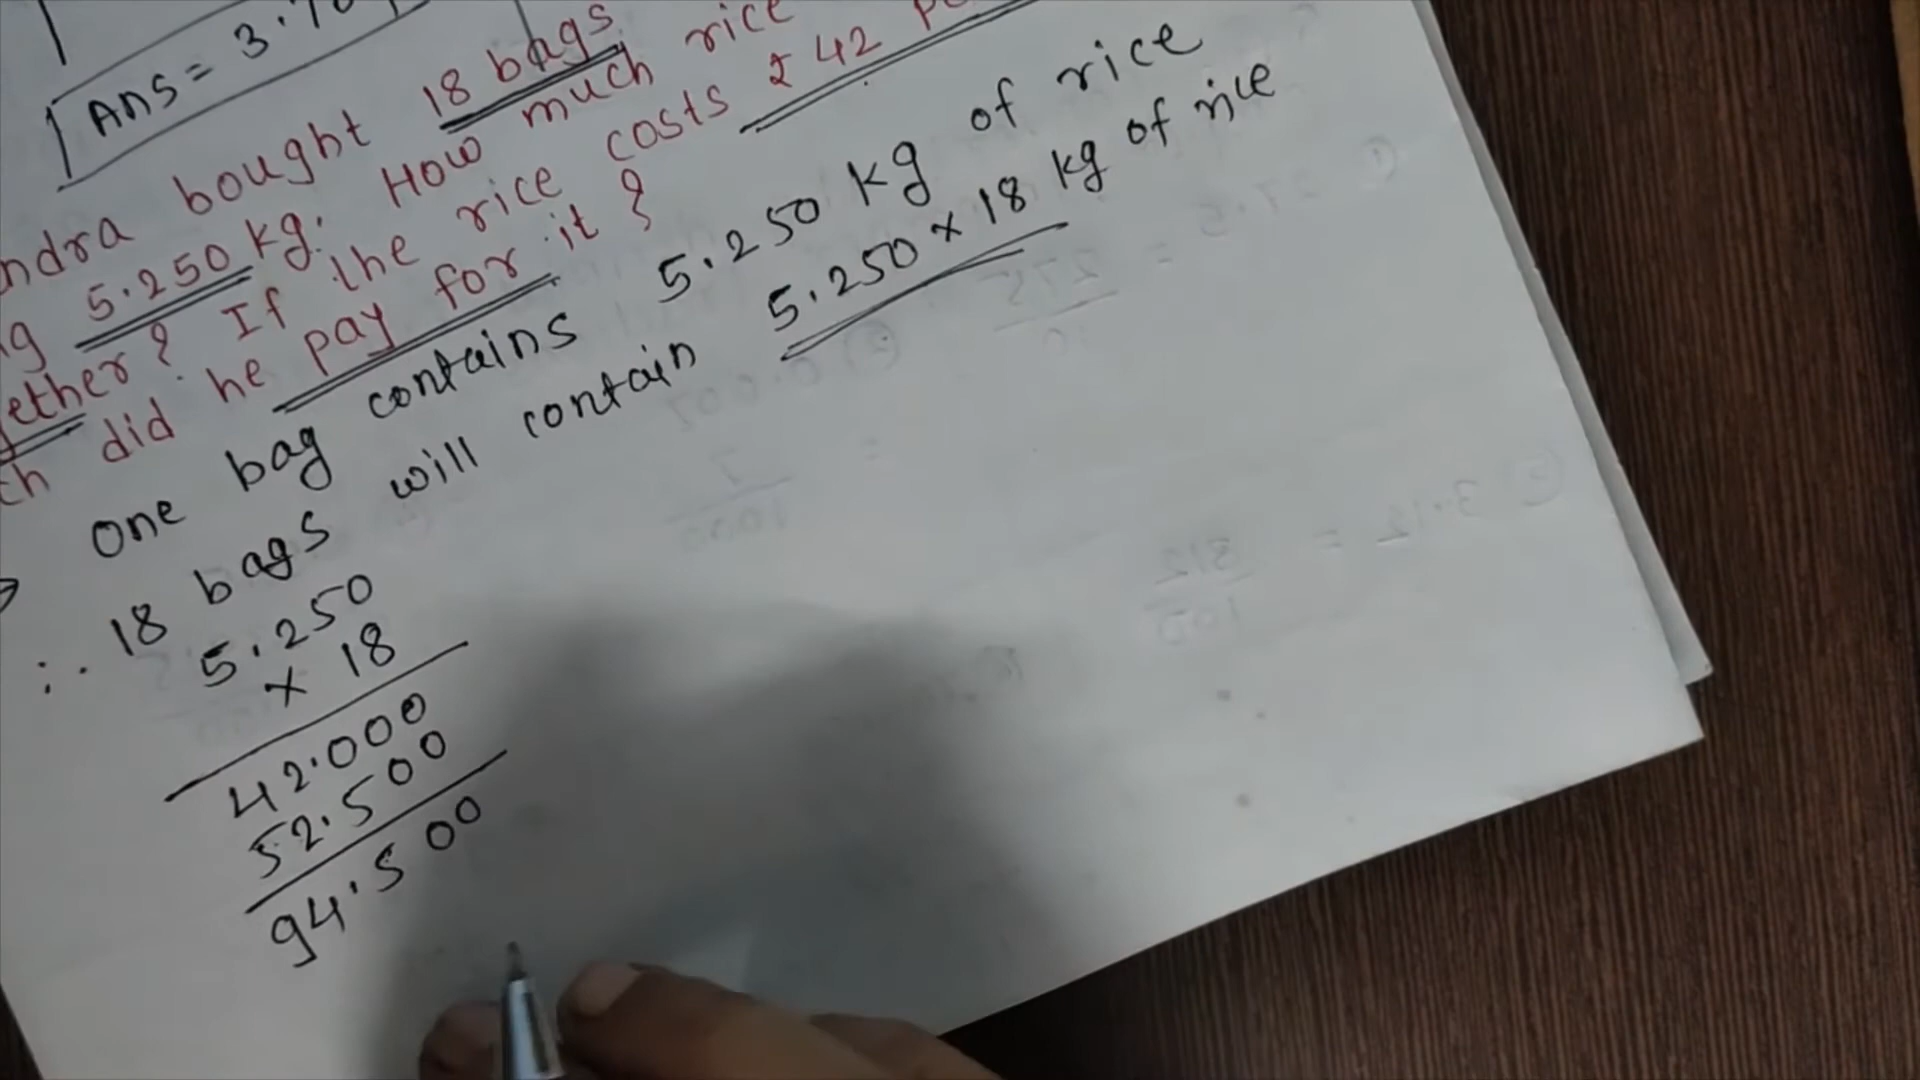 Ans = 3.70
ndra bought 18 bags
g 5.250 kg. How much rice
ether? If the rice costs ₹ 42 pe
ch did he pay for it?
One bag contains 5.250 kg of rice
∴ 18 bags will contain 5.250 × 18 kg of rice
5.250
× 18
42.000
52.500
94.500